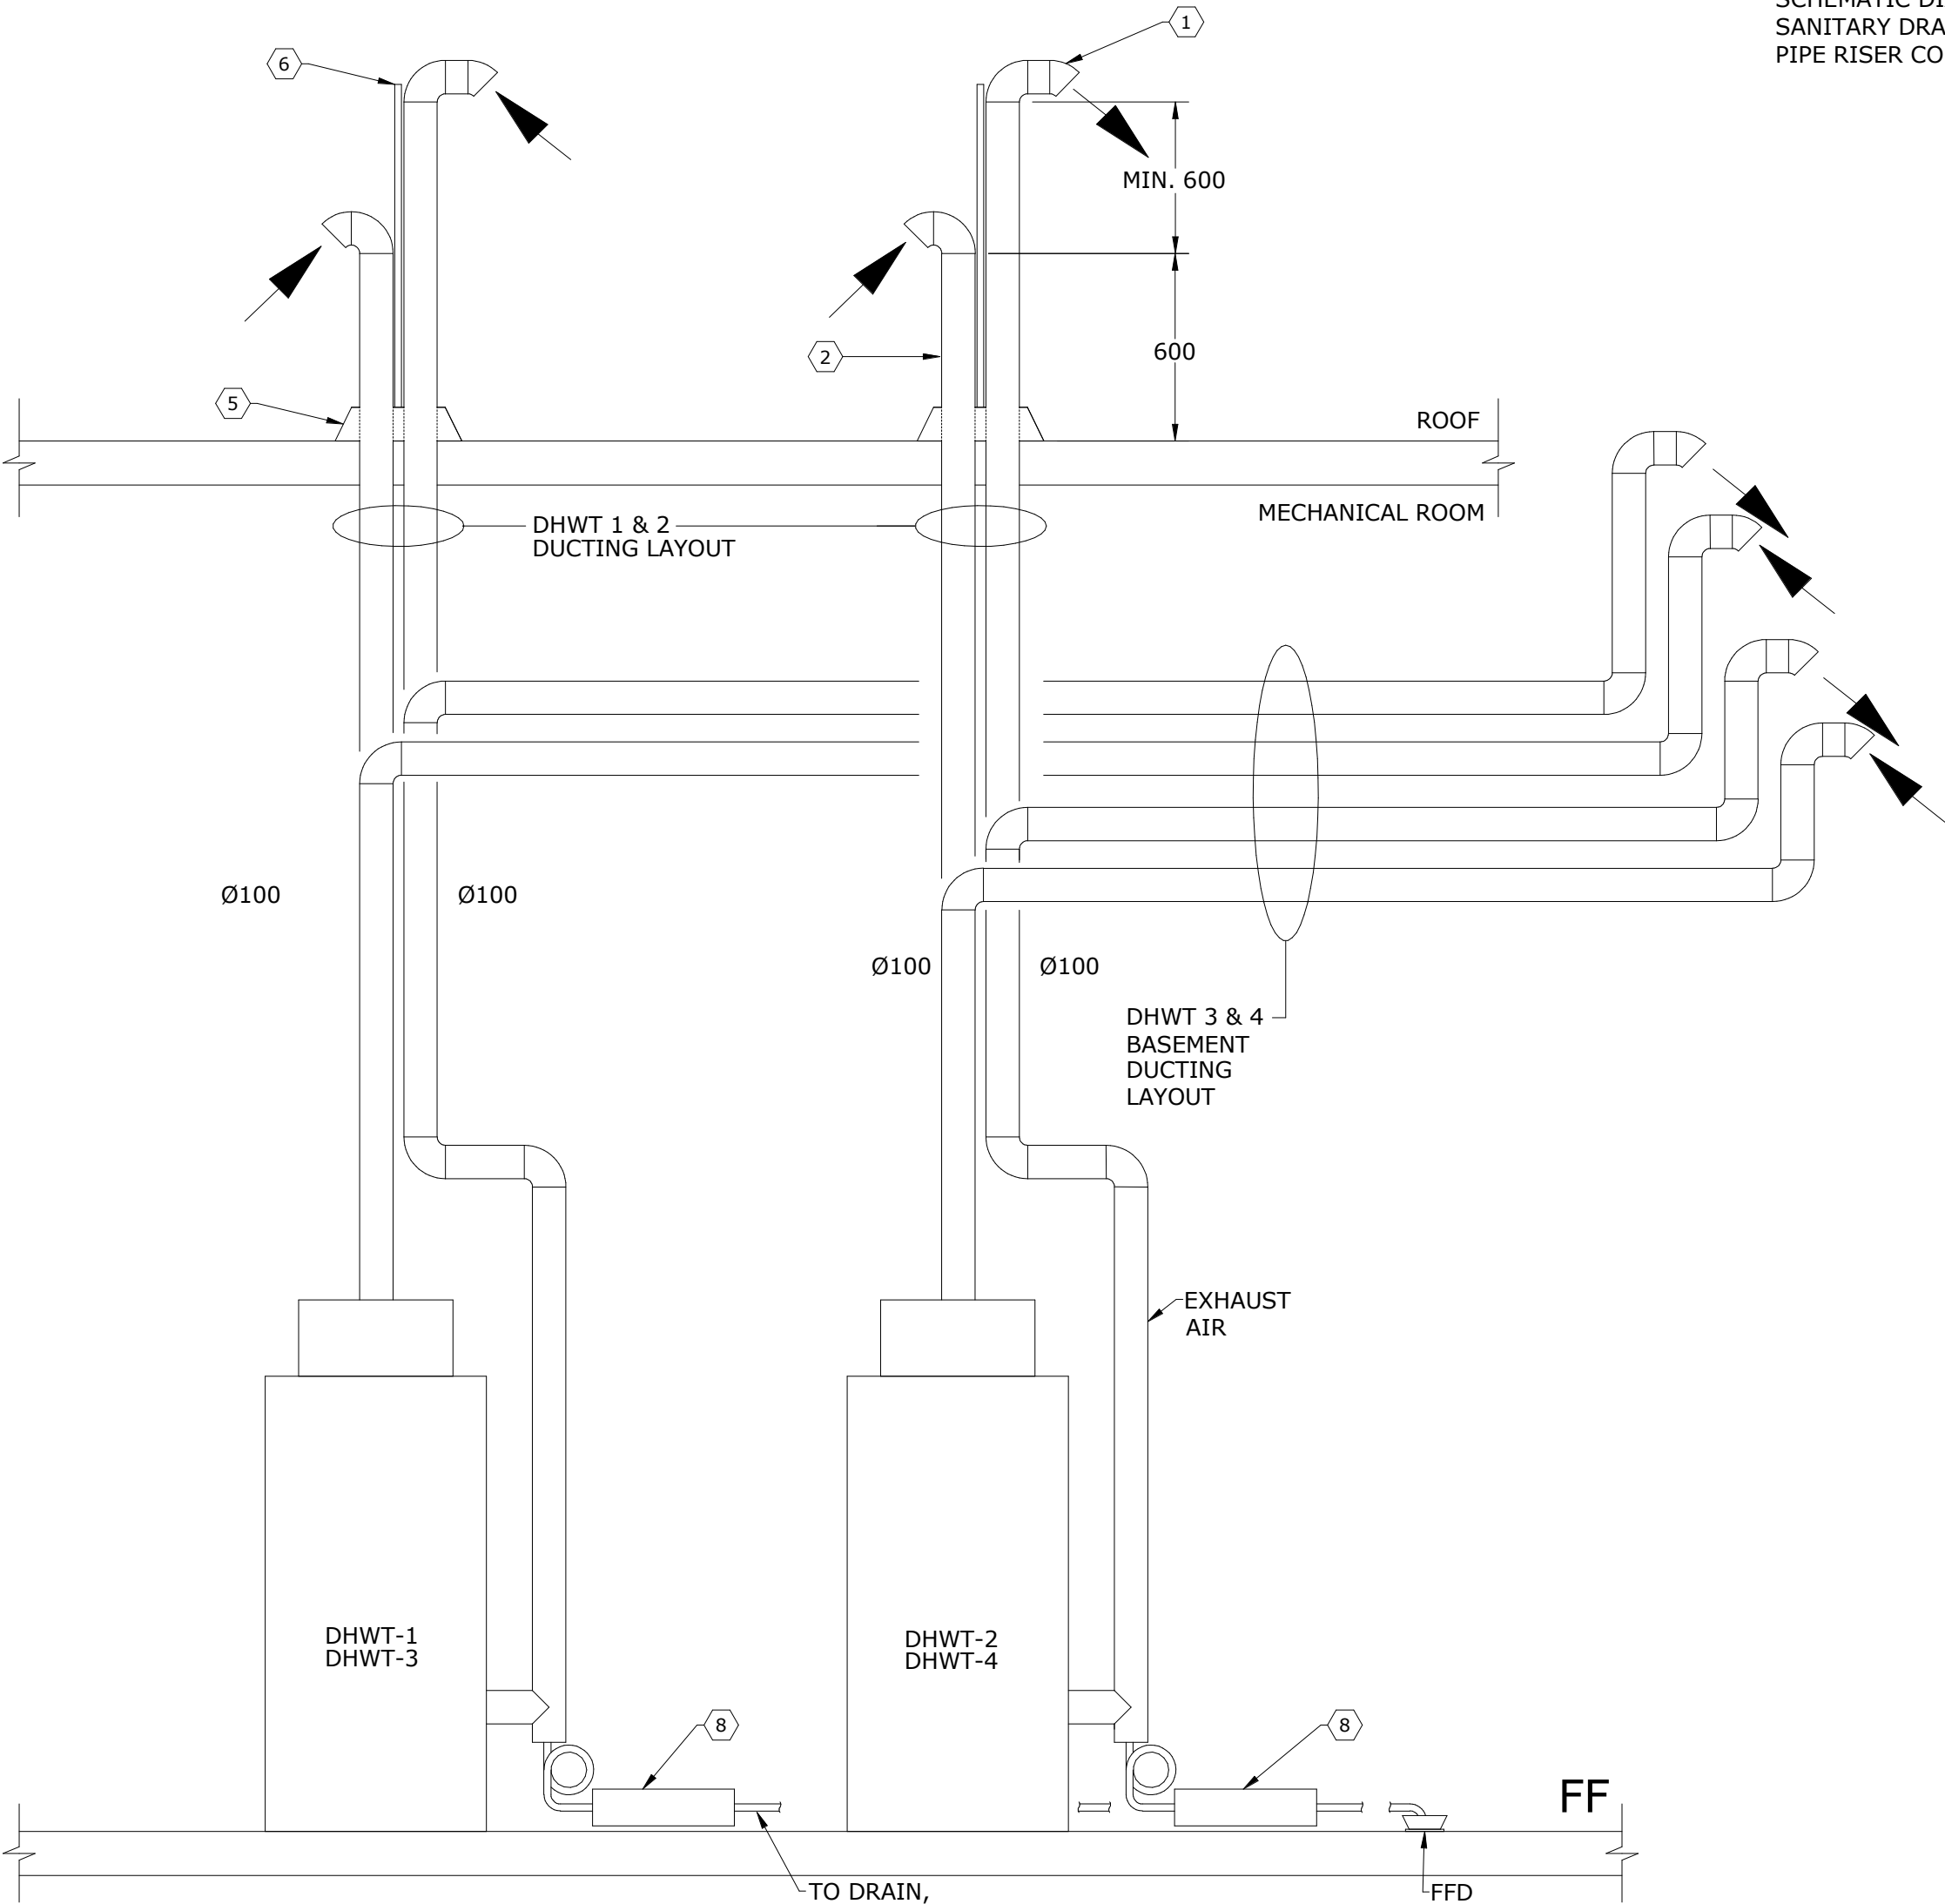 SANITARY DRA
PIPE RISER CO
1
6
MIN. 600
2
600
5
ROOF
MECHANICAL ROOM
DHWT 1 & 2
DUCTING LAYOUT
Ø100
Ø100
Ø100
Ø100
DHWT 3 & 4
BASEMENT
DUCTING
LAYOUT
EXHAUST
AIR
DHWT-1
DHWT-3
DHWT-2
DHWT-4
8
8
FF
TO DRAIN,
FFD